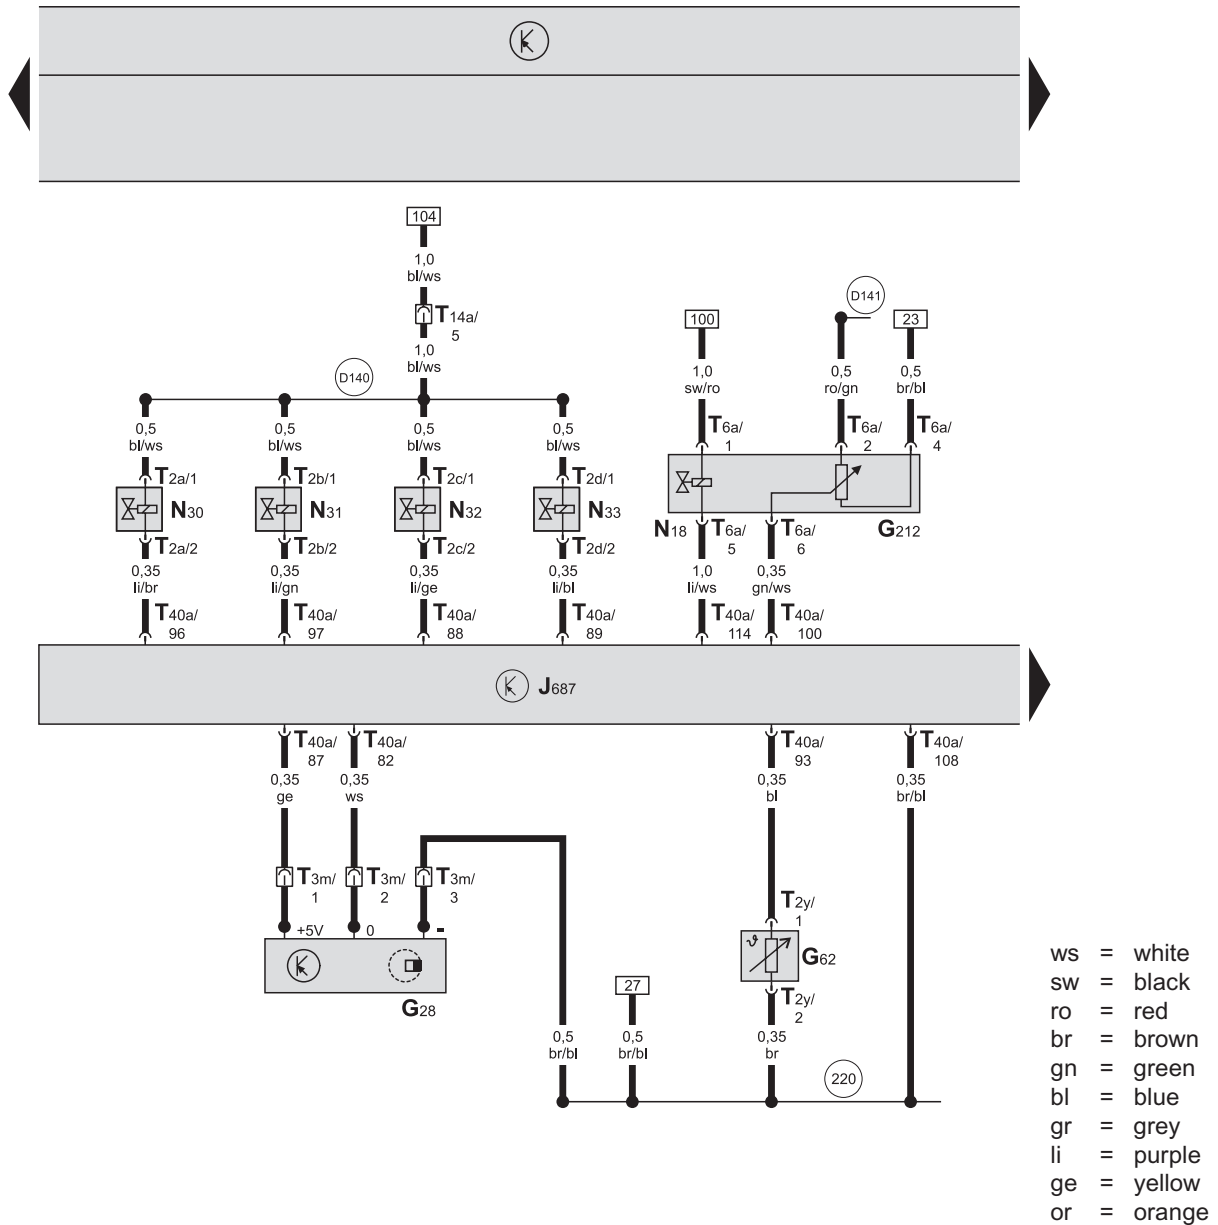 104
1,0
bl/ws
T14a/
5
1,0
bl/ws
D140
D141
100
23
1,0
sw/ro
0,5
ro/gn
0,5
br/bl
0,5
bl/ws
0,5
bl/ws
0,5
bl/ws
0,5
bl/ws
T6a/
1
T6a/
2
T6a/
4
T2a/1
T2b/1
T2c/1
T2d/1
N30
N31
N32
N33
N18
G212
T2a/2
T2b/2
T2c/2
T2d/2
T6a/
5
T6a/
6
0,35
li/br
0,35
li/gn
0,35
li/ge
0,35
li/bl
1,0
li/ws
0,35
gn/ws
T40a/
96
T40a/
97
T40a/
88
T40a/
89
T40a/
114
T40a/
100
J687
T40a/
87
T40a/
82
T40a/
93
T40a/
108
0,35
ge
0,35
ws
0,35
bl
0,35
br/bl
T3m/
1
T3m/
2
T3m/
3
+5V
0
-
G28
T2y/
1
ϑ
G62
T2y/
2
27
0,5
br/bl
0,5
br/bl
0,35
br
220
ws = white
sw = black
ro = red
br = brown
gn = green
bl = blue
gr = grey
li = purple
ge = yellow
or = orange